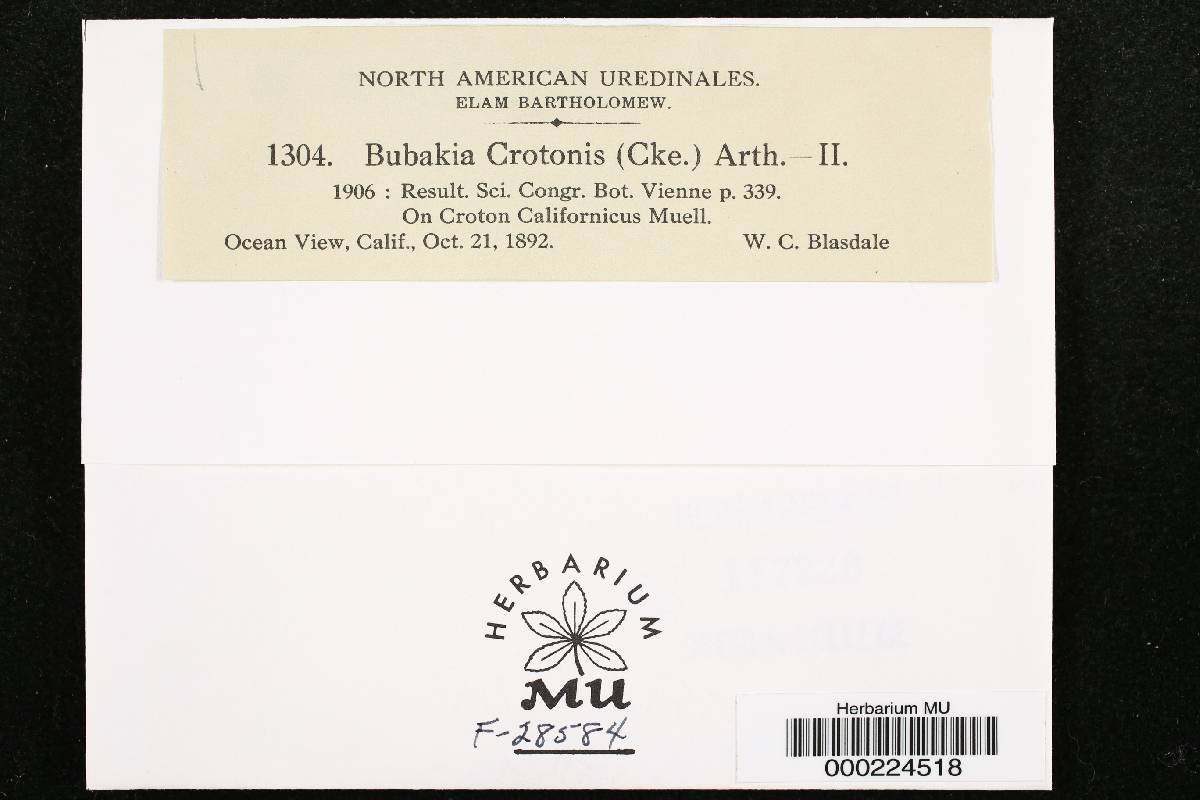 NORTH AMERICAN UREDINALES.
ELAM BARTHOLOMEW.
1304. Bubakia Crotonis (Cke.) Arth.—II.
1906 : Result. Sci. Congr. Bot. Vienne p. 339.
On Croton Californicus Muell.
Ocean View, Calif., Oct. 21, 1892. W. C. Blasdale
HERBARIUM
MU
F-28584
Herbarium MU
000224518